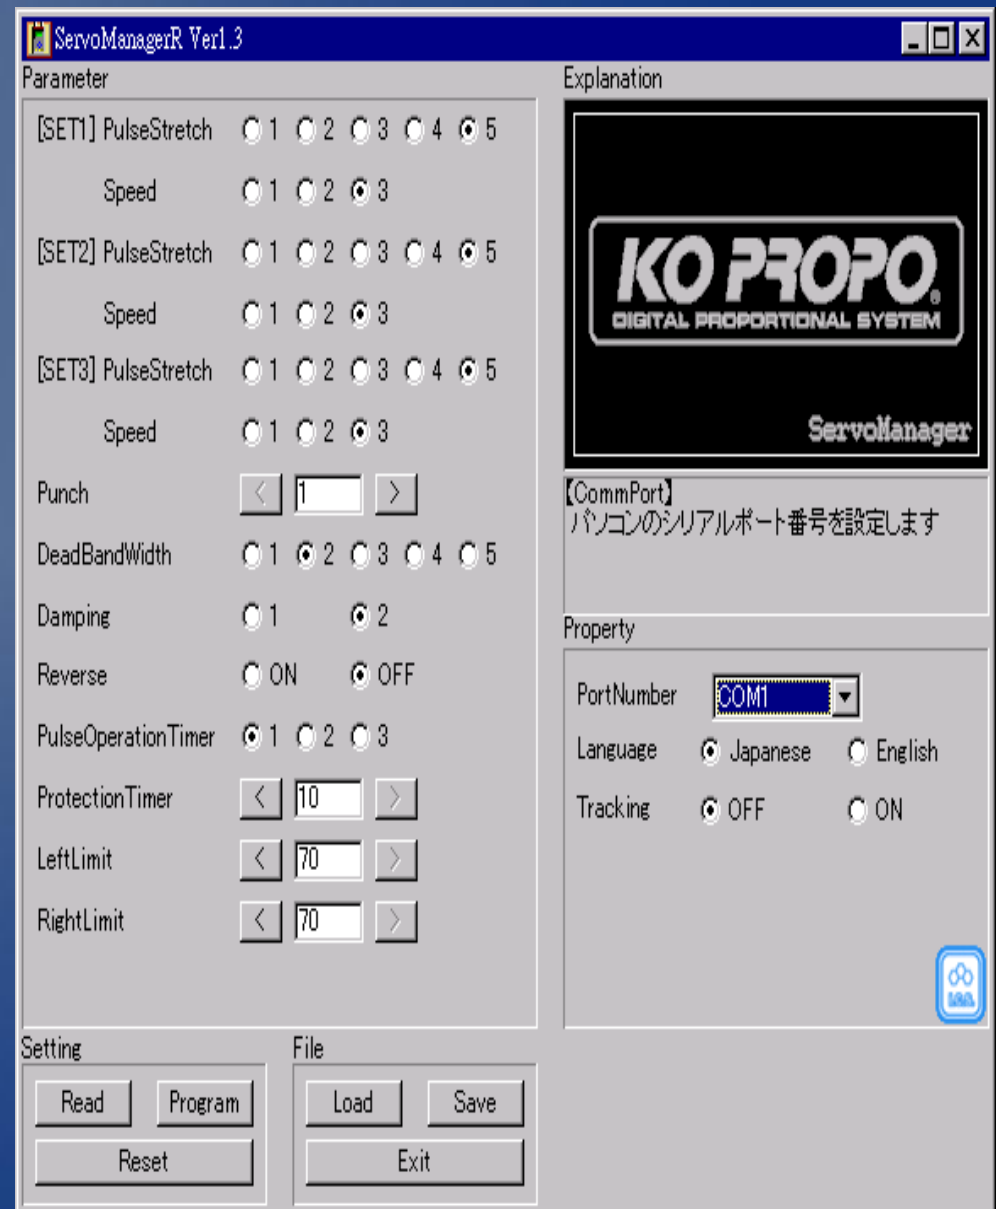 ServoManagerR Ver1.3
Parameter
[SET1] PulseStretch 1 2 3 4 5
Speed 1 2 3
[SET2] PulseStretch 1 2 3 4 5
Speed 1 2 3
[SET3] PulseStretch 1 2 3 4 5
Speed 1 2 3
Punch < 1 >
DeadBandWidth 1 2 3 4 5
Damping 1 2
Reverse ON OFF
PulseOperationTimer 1 2 3
ProtectionTimer < 10 >
LeftLimit < 70 >
RightLimit < 70 >
Explanation
KO PROPO®
DIGITAL PROPORTIONAL SYSTEM
ServoManager
【CommPort】
パソコンのシリアルポート番号を設定します
Property
PortNumber COM1
Language Japanese English
Tracking OFF ON
I.C.S.
Setting
Read Program
Reset
File
Load Save
Exit